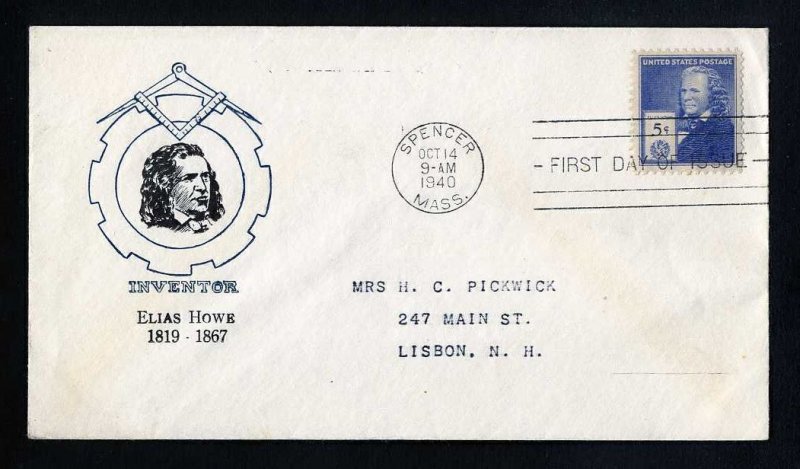 UNITED STATES POSTAGE
5¢
SPENCER
OCT 14
9-AM
1940
MASS.
FIRST DAY OF ISSUE
INVENTOR
ELIAS HOWE
1819 - 1867
MRS H. C. PICKWICK
247 MAIN ST.
LISBON, N. H.